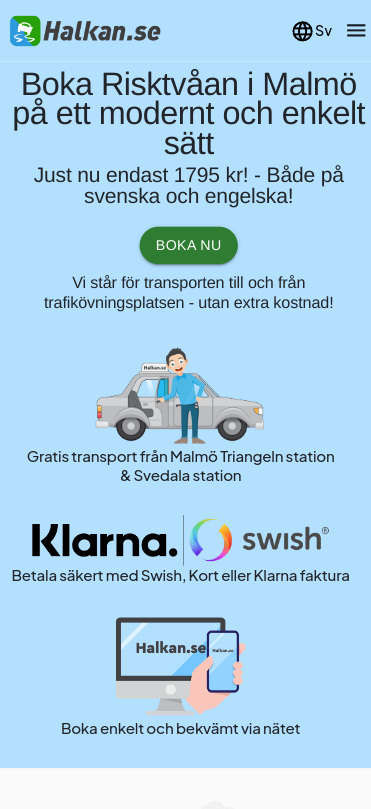 Halkan.se
Sv
Boka Risktvåan i Malmö
på ett modernt och enkelt
sätt
Just nu endast 1795 kr! - Både på
svenska och engelska!
BOKA NU
Vi står för transporten till och från
trafikövningsplatsen - utan extra kostnad!
Halkan.se
Gratis transport från Malmö Triangeln station
& Svedala station
Klarna.
swish®
Betala säkert med Swish, Kort eller Klarna faktura
Halkan.se
Halkan.se
Boka enkelt och bekvämt via nätet